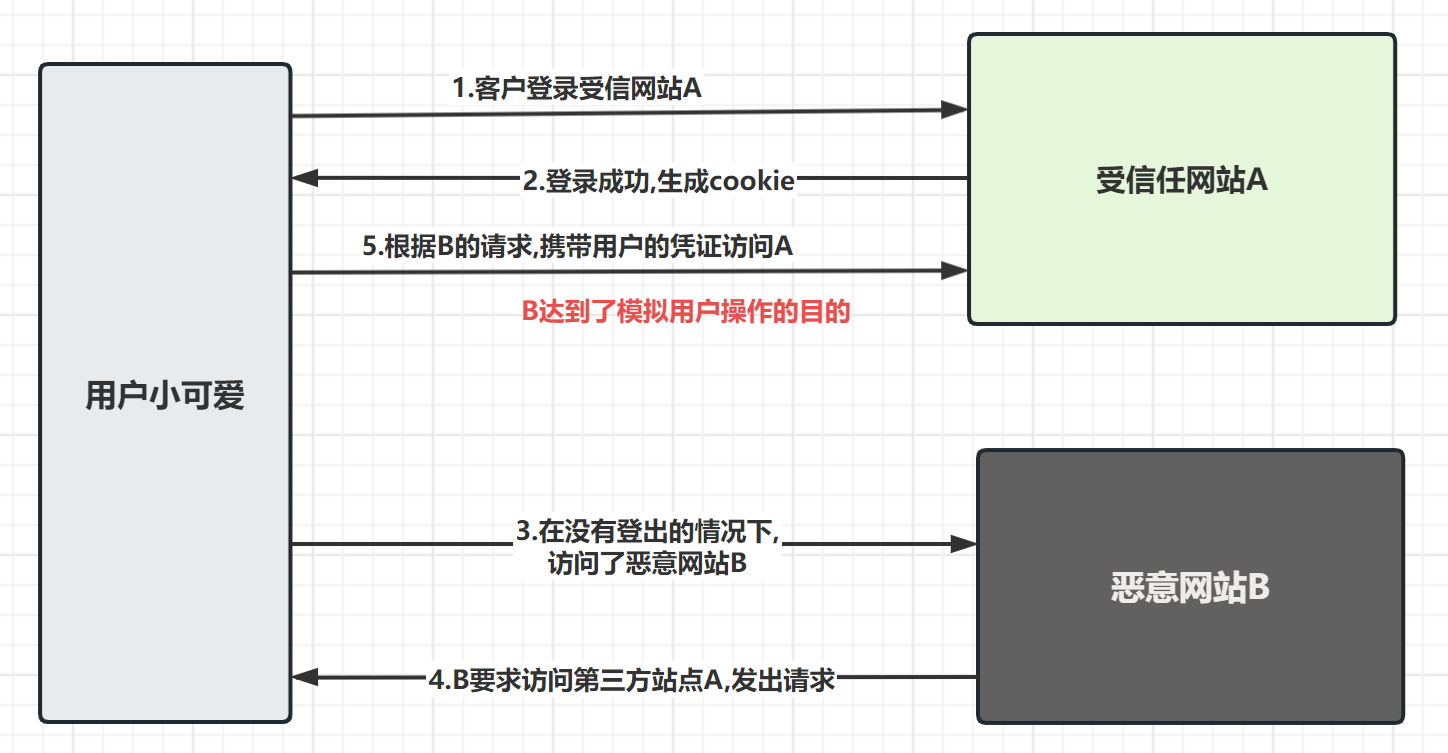 1.客户登录受信网站A
受信任网站A
2.登录成功,生成cookie
5.根据B的请求,携带用户的凭证访问A
B达到了模拟用户操作的目的
用户小可爱
3.在没有登出的情况下,
访问了恶意网站B
恶意网站B
4.B要求访问第三方站点A,发出请求